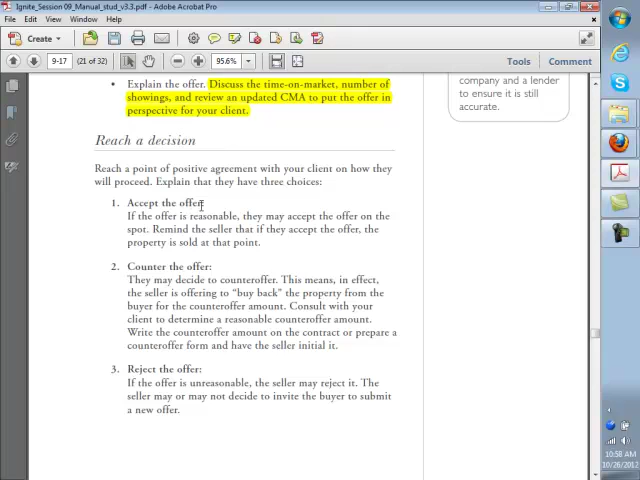 Ignite_Session 09_Manual_stud_v3.3.pdf - Adobe Acrobat Pro
File Edit View Window Help
Create
9-17 (21 of 32) 95.6% Tools Comment
• Explain the offer. Discuss the time-on-market, number of
showings, and review an updated CMA to put the offer in
perspective for your client.
company and a lender
to ensure it is still
accurate.
Reach a decision
Reach a point of positive agreement with your client on how they
will proceed. Explain that they have three choices:
1. Accept the offer:
If the offer is reasonable, they may accept the offer on the
spot. Remind the seller that if they accept the offer, the
property is sold at that point.
2. Counter the offer:
They may decide to counteroffer. This means, in effect,
the seller is offering to “buy back” the property from the
buyer for the counteroffer amount. Consult with your
client to determine a reasonable counteroffer amount.
Write the counteroffer amount on the contract or prepare a
counteroffer form and have the seller initial it.
3. Reject the offer:
If the offer is unreasonable, the seller may reject it. The
seller may or may not decide to invite the buyer to submit
a new offer.
10:58 AM
10/26/2012